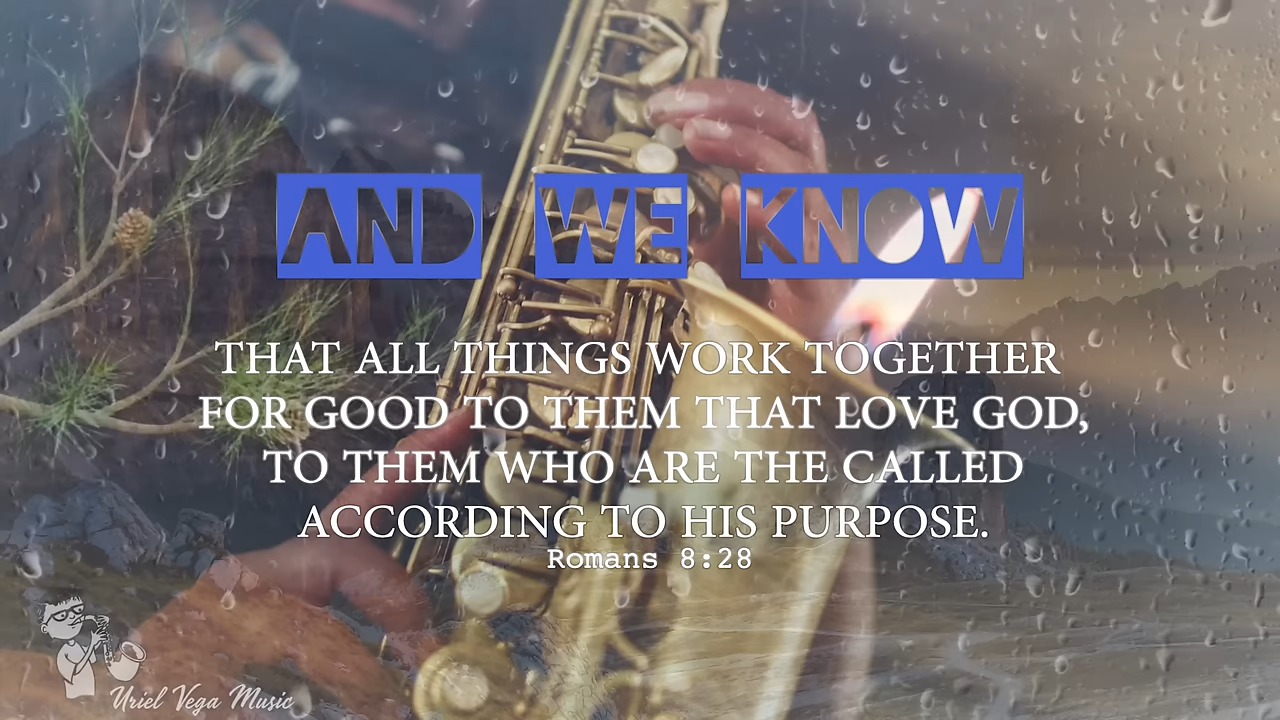 AND WE KNOW
THAT ALL THINGS WORK TOGETHER
FOR GOOD TO THEM THAT LOVE GOD,
TO THEM WHO ARE THE CALLED
ACCORDING TO HIS PURPOSE.
Romans 8:28
Uriel Vega Music